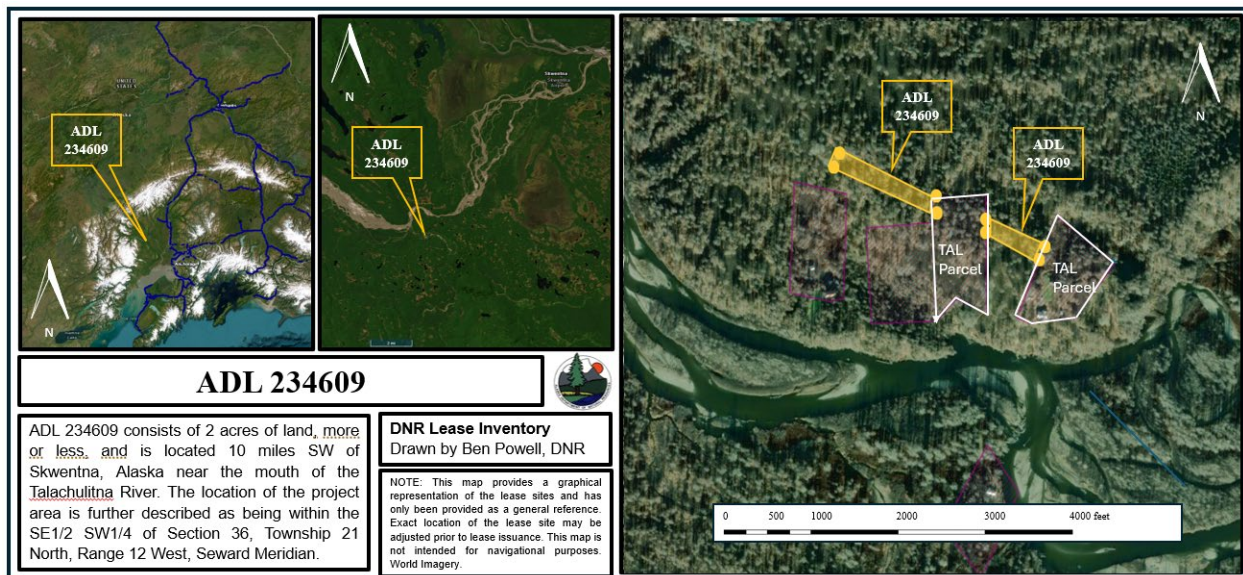 ADL
234609
N
N
ADL
234609
Skwentna
ADL
234609
ADL
234609
N
TAL
Parcel
TAL
Parcel
0 500 1000 2000 3000 4000 feet
ADL 234609
ADL 234609 consists of 2 acres of land, more
or less, and is located 10 miles SW of
Skwentna, Alaska near the mouth of the
Talachulitna River. The location of the project
area is further described as being within the
SE1/2 SW1/4 of Section 36, Township 21
North, Range 12 West, Seward Meridian.
DNR Lease Inventory
Drawn by Ben Powell, DNR
NOTE: This map provides a graphical
representation of the lease sites and has
only been provided as a general reference.
Exact location of the lease site may be
adjusted prior to lease issuance. This map is
not intended for navigational purposes.
World Imagery.